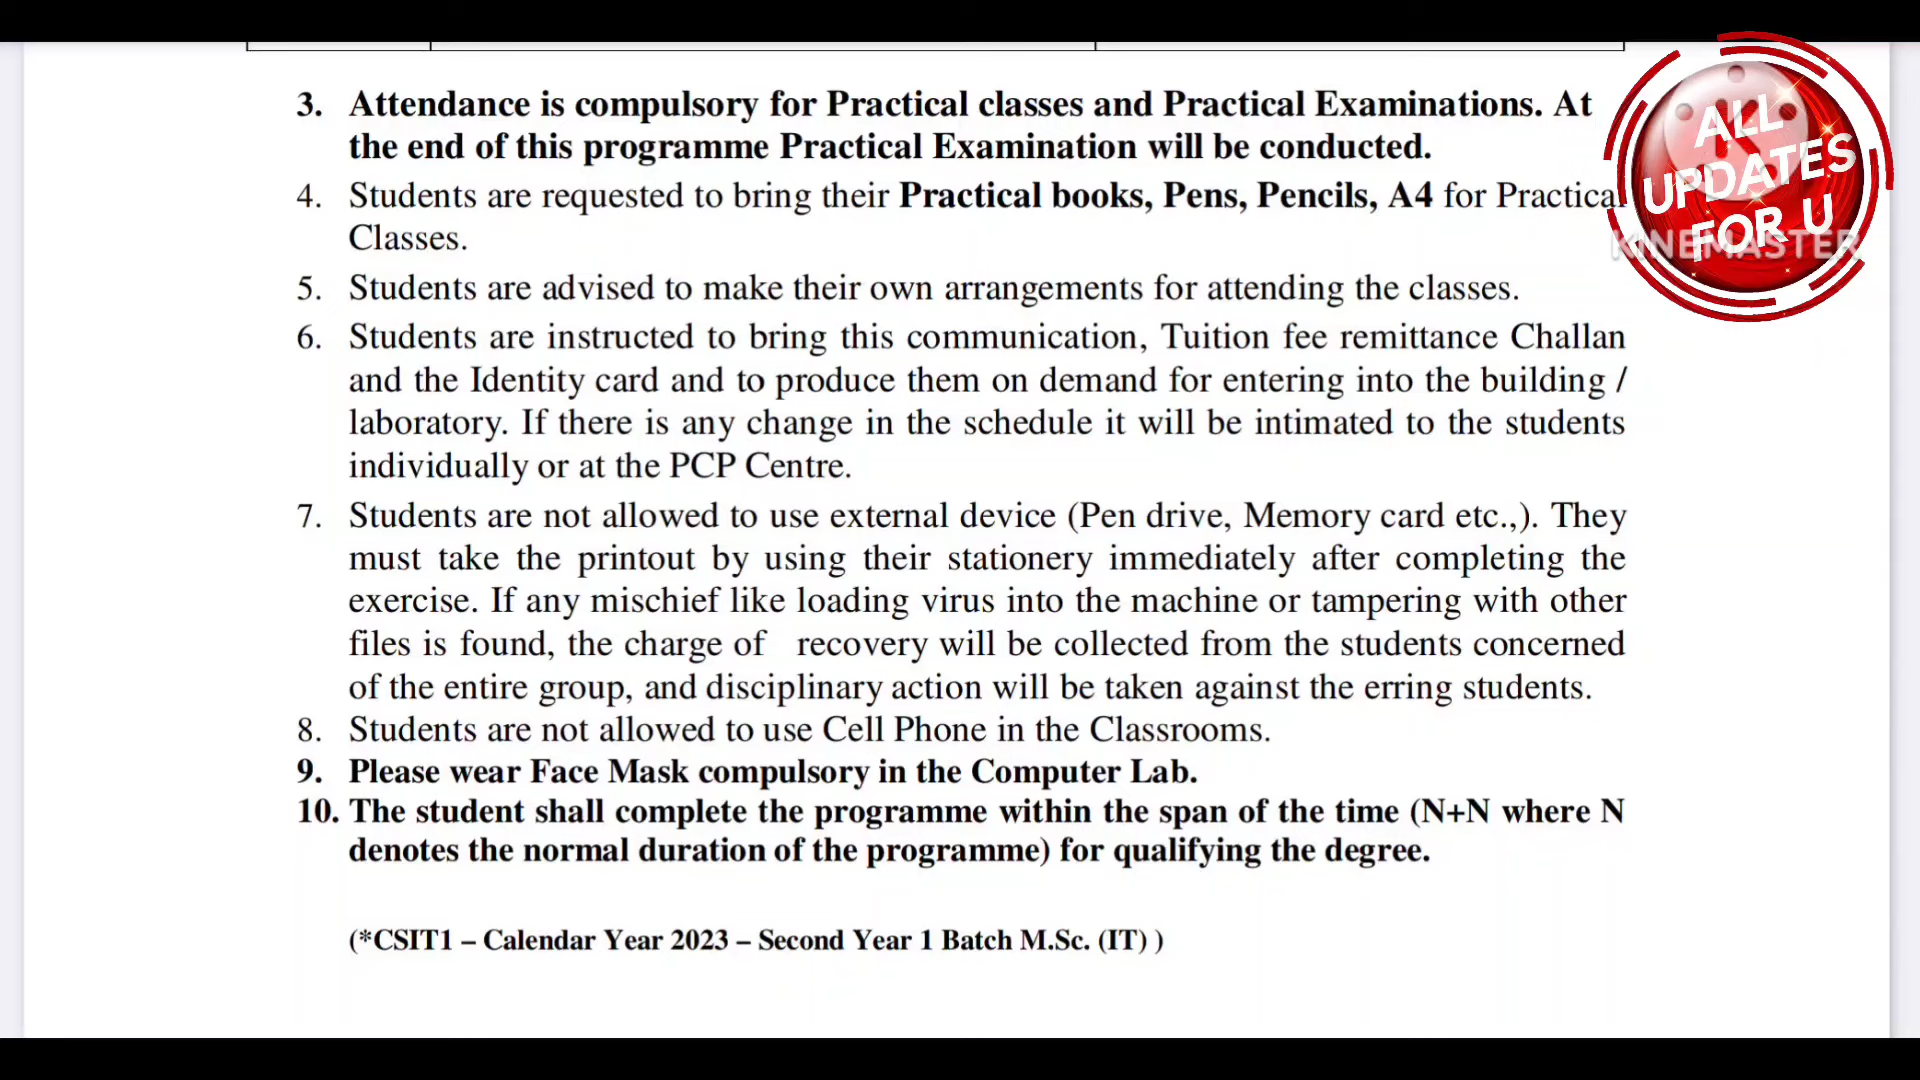 3. Attendance is compulsory for Practical classes and Practical Examinations. At
the end of this programme Practical Examination will be conducted.
4. Students are requested to bring their Practical books, Pens, Pencils, A4 for Practical
Classes.
5. Students are advised to make their own arrangements for attending the classes.
6. Students are instructed to bring this communication, Tuition fee remittance Challan
and the Identity card and to produce them on demand for entering into the building /
laboratory. If there is any change in the schedule it will be intimated to the students
individually or at the PCP Centre.
7. Students are not allowed to use external device (Pen drive, Memory card etc.,). They
must take the printout by using their stationery immediately after completing the
exercise. If any mischief like loading virus into the machine or tampering with other
files is found, the charge of recovery will be collected from the students concerned
of the entire group, and disciplinary action will be taken against the erring students.
8. Students are not allowed to use Cell Phone in the Classrooms.
9. Please wear Face Mask compulsory in the Computer Lab.
10. The student shall complete the programme within the span of the time (N+N where N
denotes the normal duration of the programme) for qualifying the degree.
(*CSIT1 – Calendar Year 2023 – Second Year 1 Batch M.Sc. (IT) )
K
ALL
UPDATES
FOR U
KINEMASTER